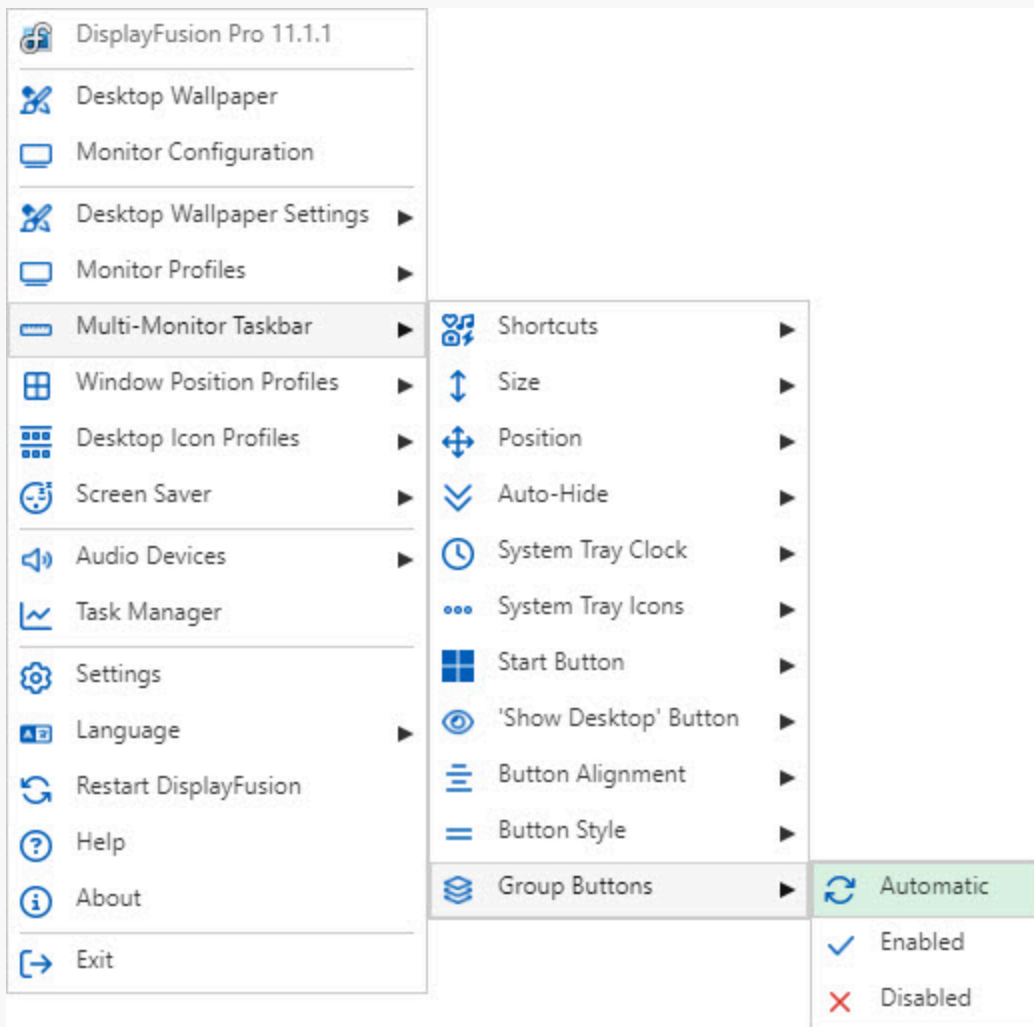 DisplayFusion Pro 11.1.1
Desktop Wallpaper
Monitor Configuration
Desktop Wallpaper Settings
Monitor Profiles
Multi-Monitor Taskbar
Window Position Profiles
Desktop Icon Profiles
Screen Saver
Audio Devices
Task Manager
Settings
Language
Restart DisplayFusion
Help
About
Exit
Shortcuts
Size
Position
Auto-Hide
System Tray Clock
System Tray Icons
Start Button
'Show Desktop' Button
Button Alignment
Button Style
Group Buttons
Automatic
Enabled
Disabled